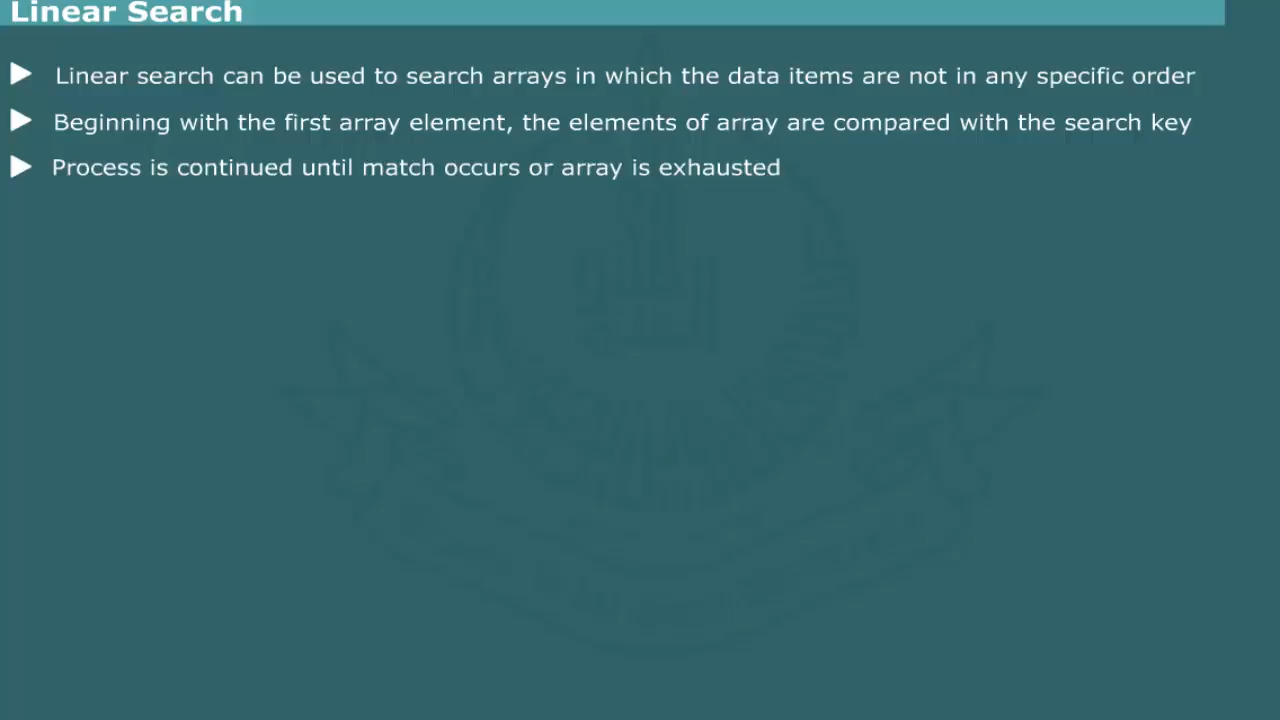 Linear Search
Linear search can be used to search arrays in which the data items are not in any specific order
Beginning with the first array element, the elements of array are compared with the search key
Process is continued until match occurs or array is exhausted